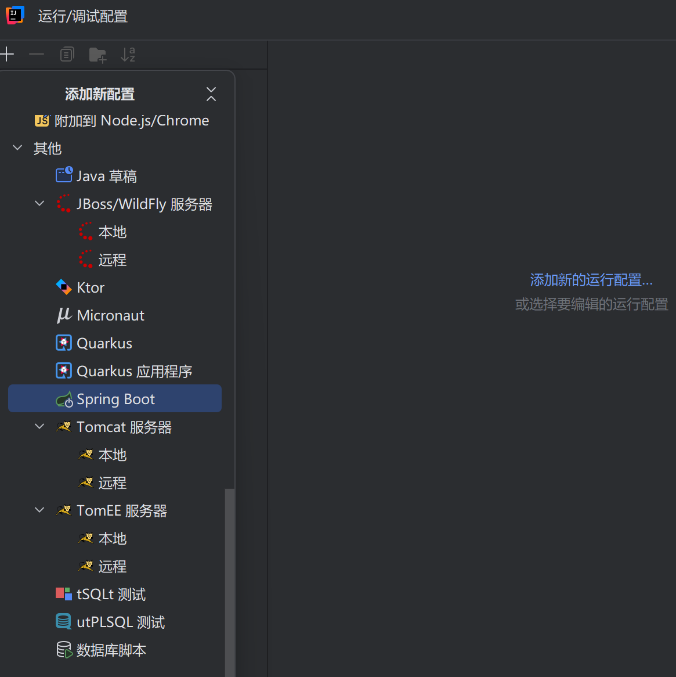 运行/调试配置
添加新配置
附加到 Node.js/Chrome
其他
Java 草稿
JBoss/WildFly 服务器
本地
远程
Ktor
Micronaut
Quarkus
Quarkus 应用程序
Spring Boot
Tomcat 服务器
本地
远程
TomEE 服务器
本地
远程
tSQLt 测试
utPLSQL 测试
数据库脚本
添加新的运行配置...
或选择要编辑的运行配置